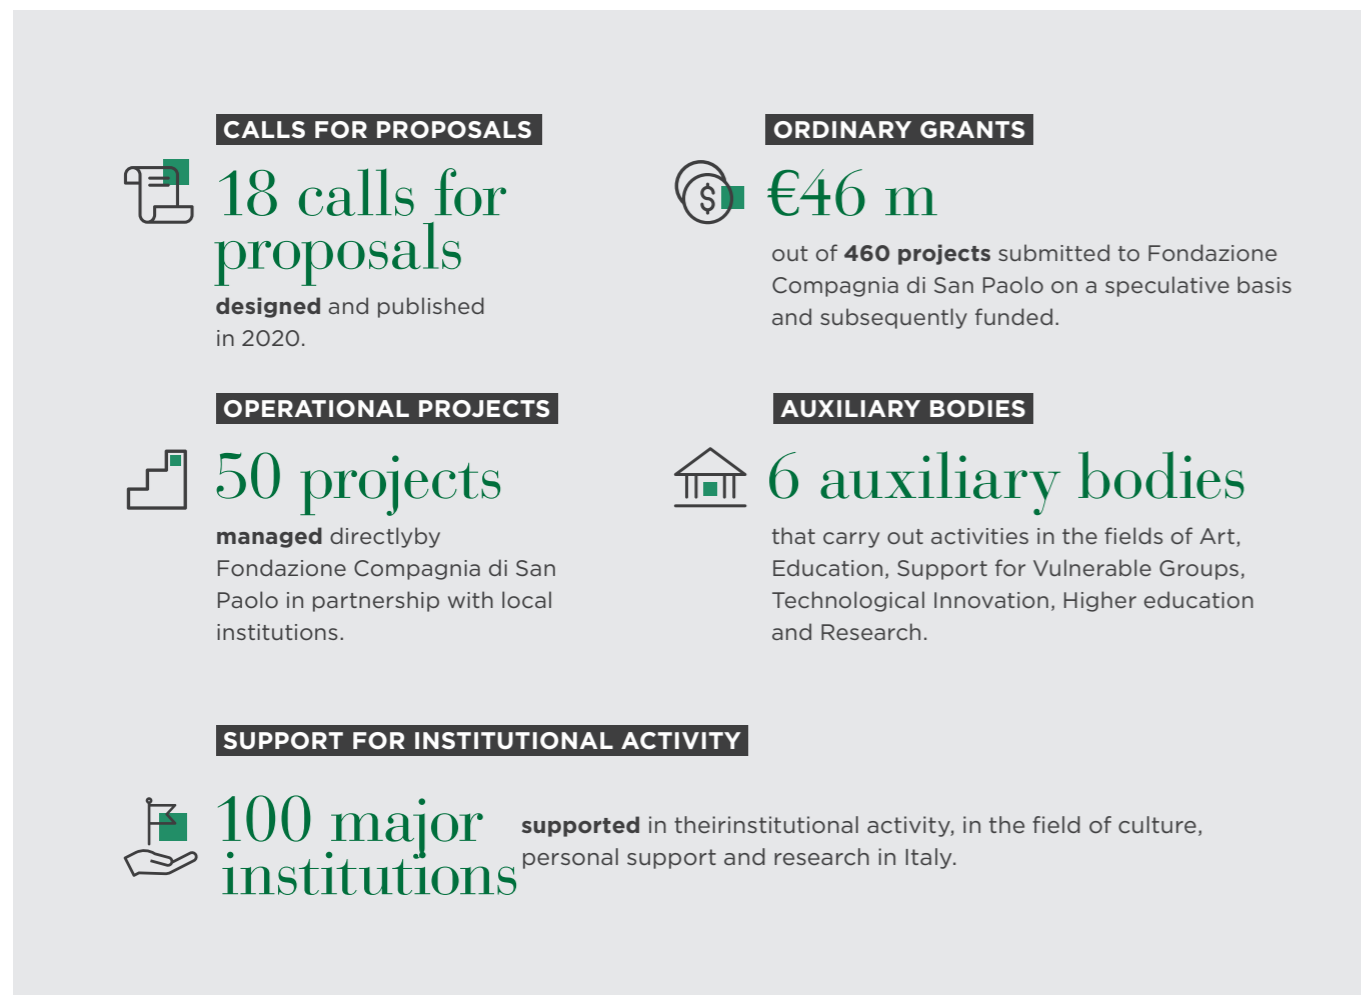 CALLS FOR PROPOSALS
18 calls for
proposals
designed and published
in 2020.
ORDINARY GRANTS
$
€46 m
out of 460 projects submitted to Fondazione
Compagnia di San Paolo on a speculative basis
and subsequently funded.
OPERATIONAL PROJECTS
50 projects
managed directlyby
Fondazione Compagnia di San
Paolo in partnership with local
institutions.
AUXILIARY BODIES
6 auxiliary bodies
that carry out activities in the fields of Art,
Education, Support for Vulnerable Groups,
Technological Innovation, Higher education
and Research.
SUPPORT FOR INSTITUTIONAL ACTIVITY
100 major
institutions
supported in theirinstitutional activity, in the field of culture,
personal support and research in Italy.